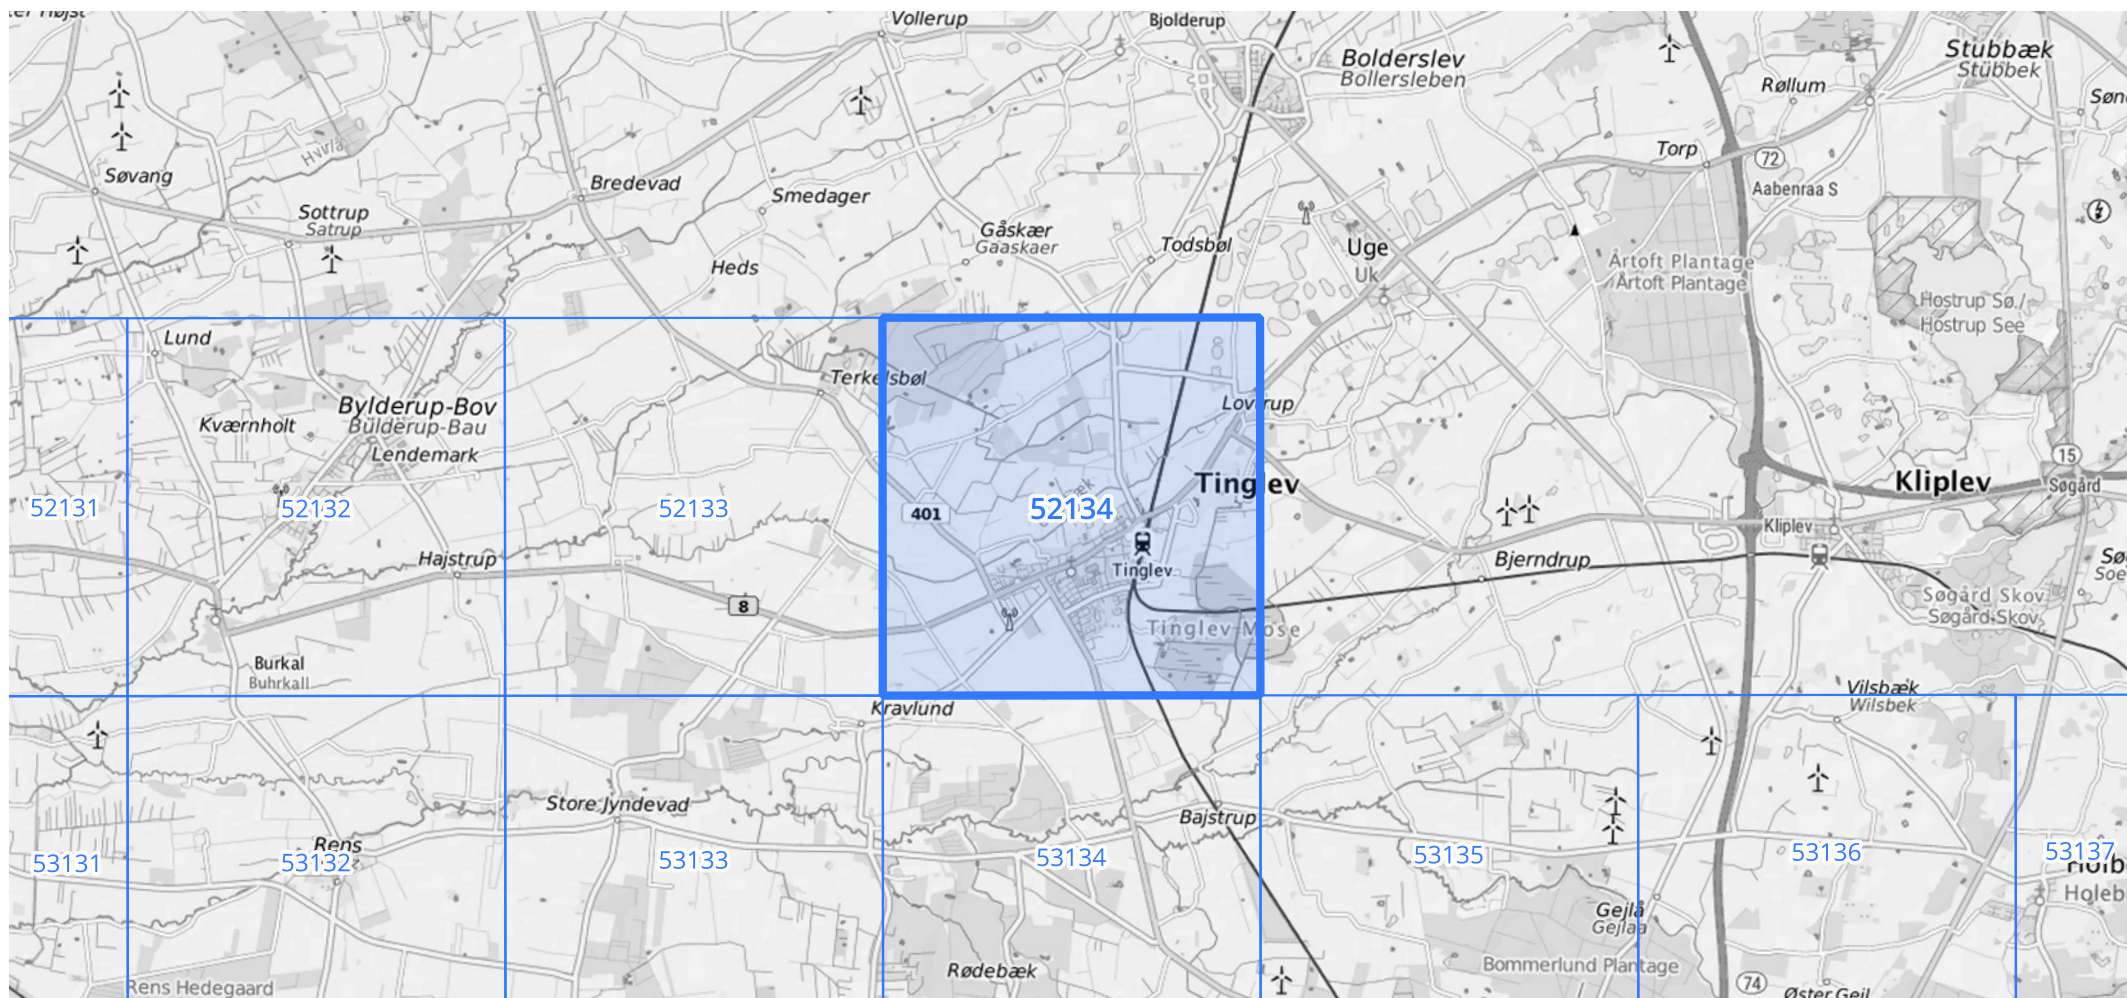 Vollerup
Bjolderup
Bolderslev
Bollersleben
Stubbæk
Stübbek
Røllum
Hvirlå
Søvang
Bredevad
Smedager
Torp
72
Aabenraa S
Sottrup
Satrup
Gåskær
Gaaskaer
Todsbøl
Uge
Uk
Heds
Årtoft Plantage
Årtoft Plantage
Hostrup Sø /
Hostrup See
Lund
Terkelsbøl
Lovtrup
Bylderup-Bov
Bülderup-Bau
Kværnholt
Lendemark
Tinglev
Kliplev
15
Søgård
52131
52132
52133
401
52134
Kliplev
Hajstrup
Bjerndrup
Tinglev
8
Tinglev Mose
Søgård Skov
Søgård Skov
Burkal
Buhrkall
Vilsbæk
Wilsbek
Kravlund
Store Jyndevad
Bajstrup
Rens
53131
53132
53133
53134
53135
53136
53137
Holeb
Gejlå
Gejlaa
Rødebæk
Bommerlund Plantage
Rens Hedegaard
74
Øster Gejl